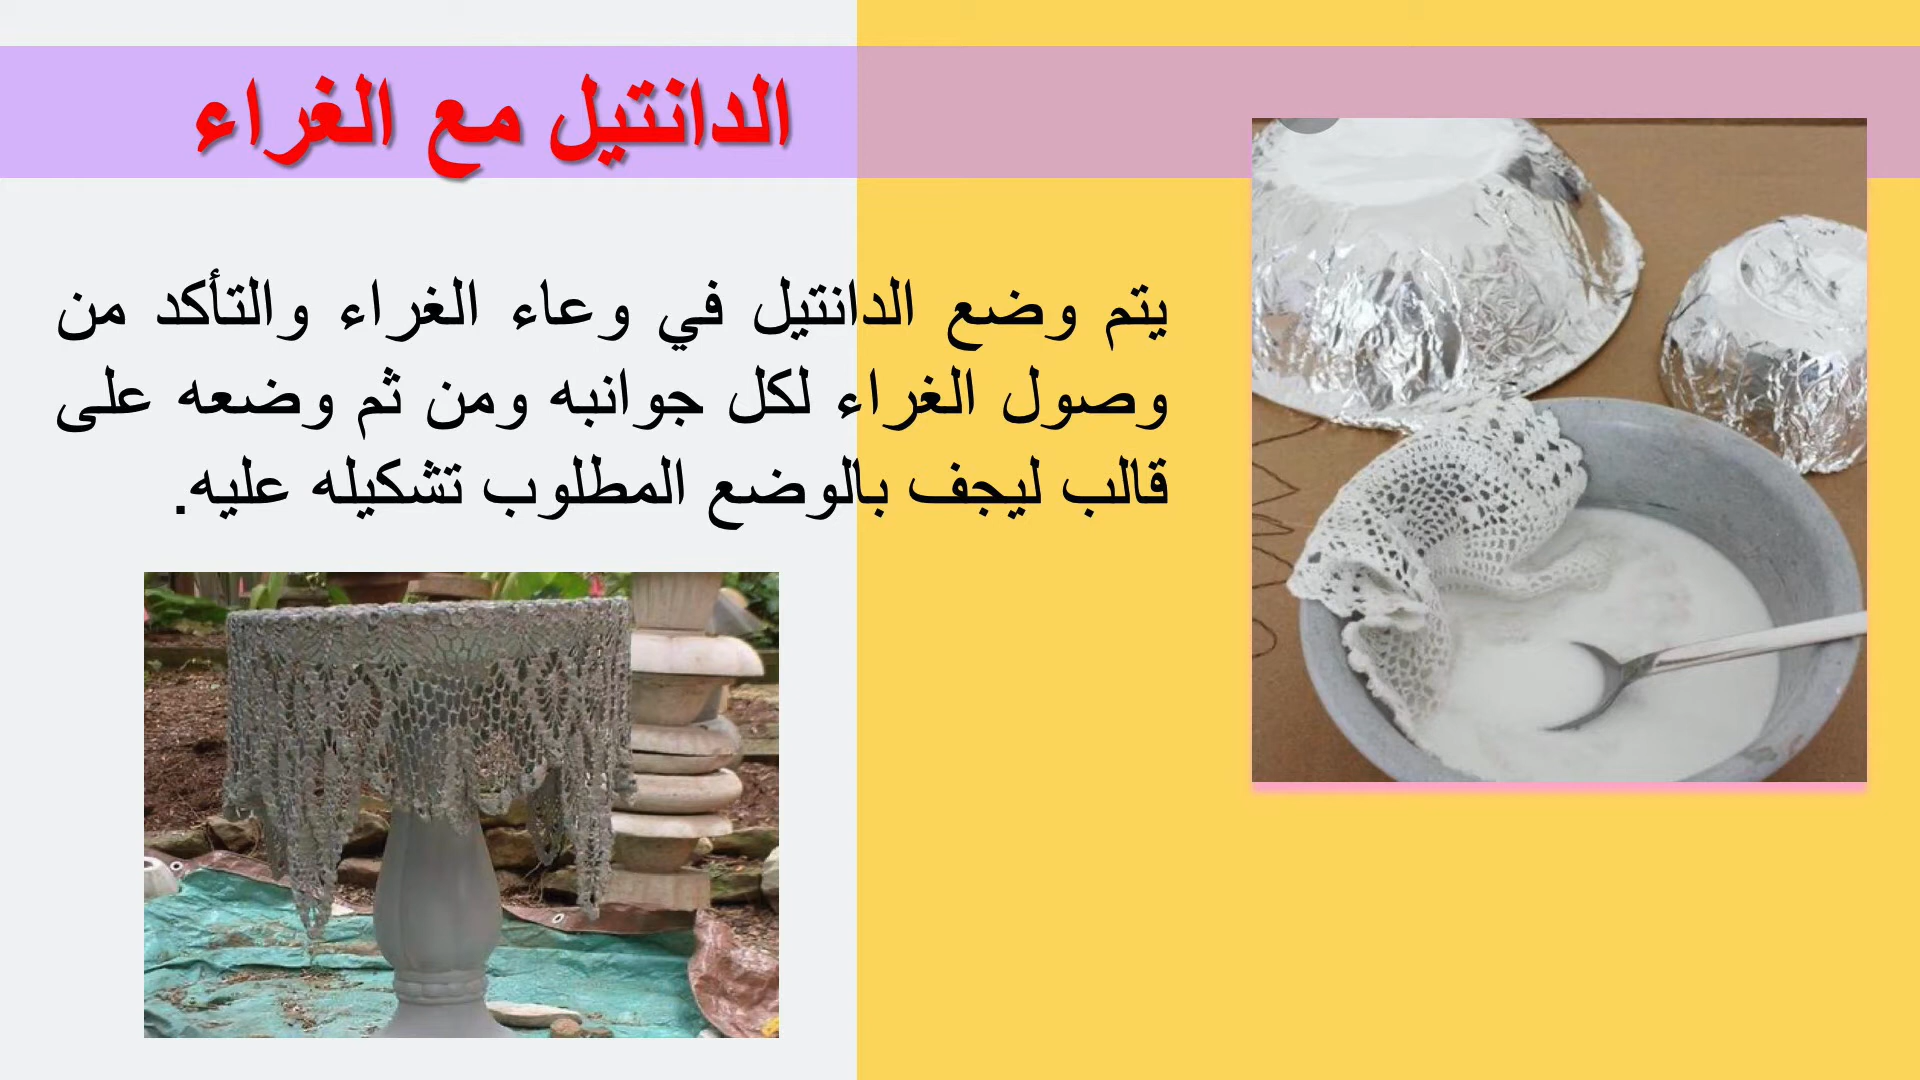 الدانتيل مع الغراء
يتم وضع الدانتيل في وعاء الغراء والتأكد من
وصول الغراء لكل جوانبه ومن ثم وضعه على
قالب ليجف بالوضع المطلوب تشكيله عليه.